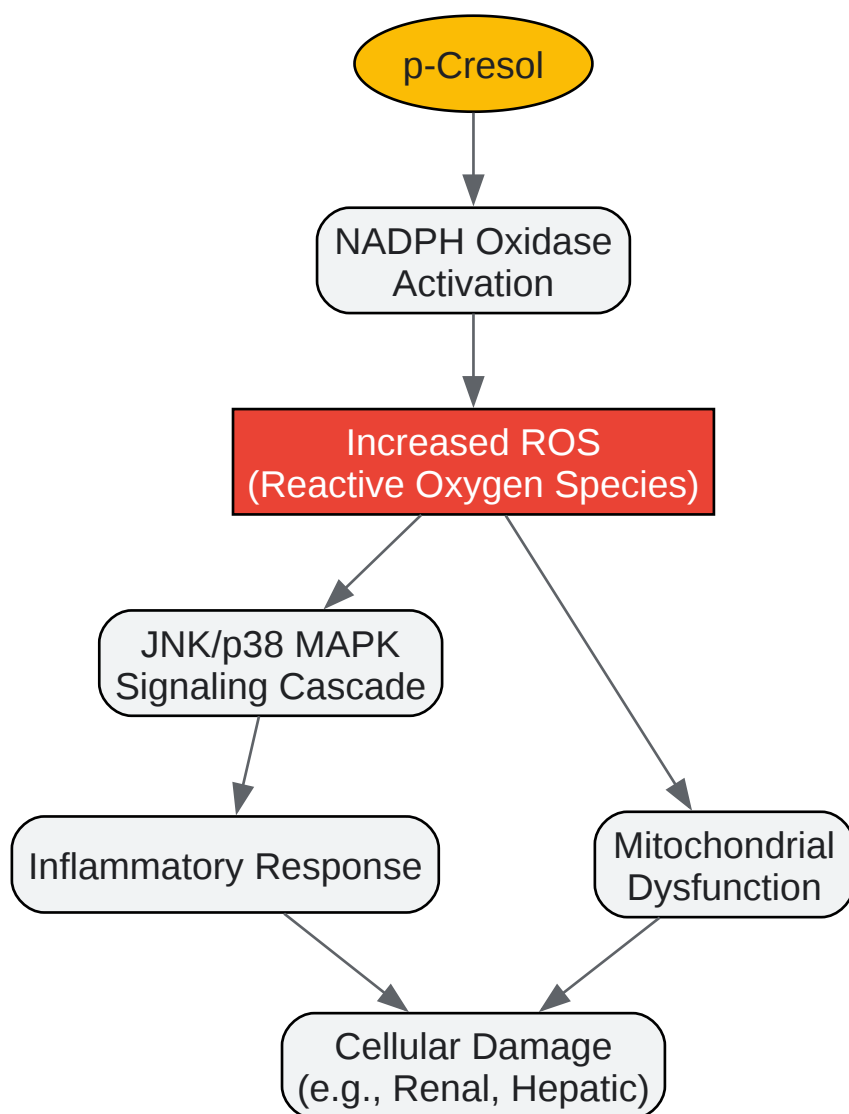 p-Cresol
NADPH Oxidase
Activation
Increased ROS
(Reactive Oxygen Species)
JNK/p38 MAPK
Signaling Cascade
Inflammatory Response
Mitochondrial
Dysfunction
Cellular Damage
(e.g., Renal, Hepatic)